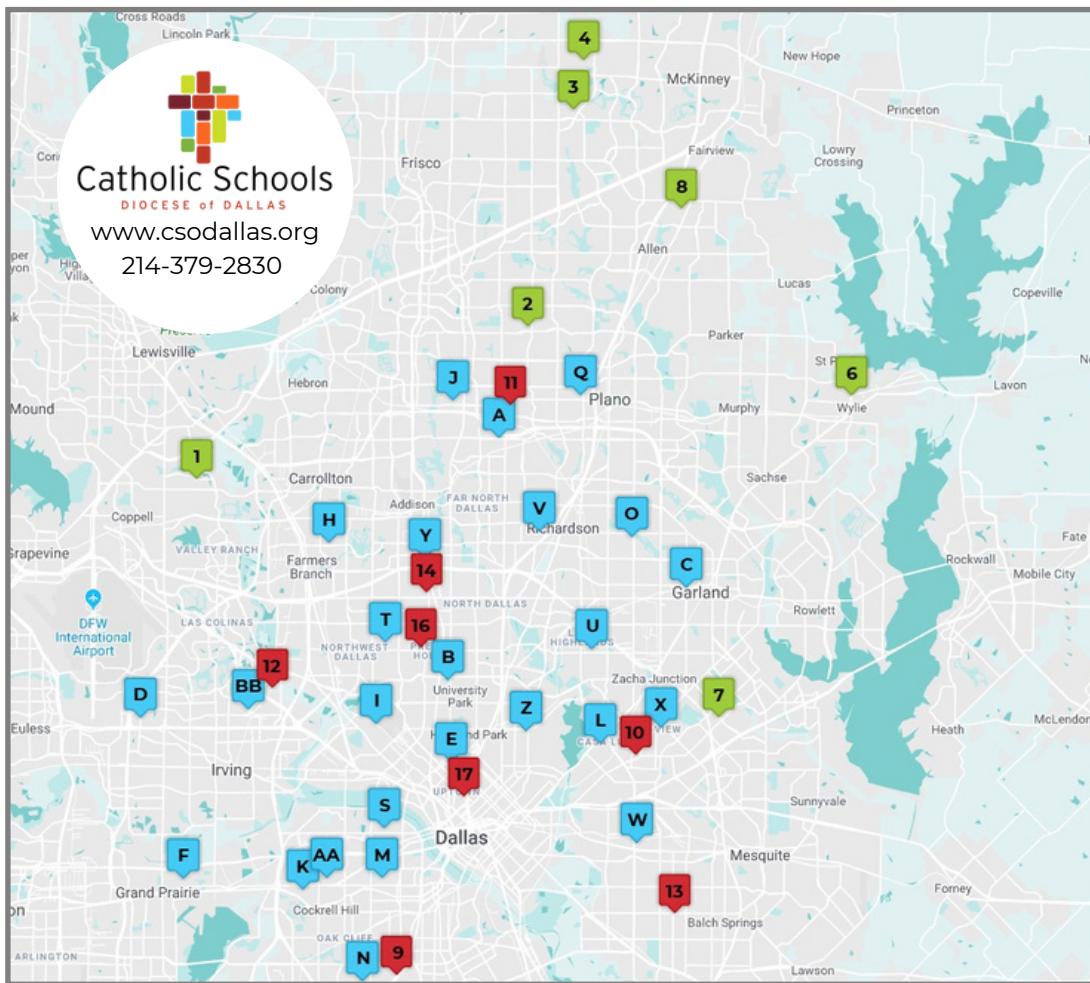 Cross Roads
Lincoln Park
4
New Hope
3
McKinney
Princeton
Catholic Schools
DIOCESE of DALLAS
www.csodallas.org
214-379-2830
Frisco
Fairview
Lowry
Crossing
8
Allen
Lucas
Copeville
Colony
2
Parker
Lewisville
Hebron
J
11
Q
A
Plano
St P
6
Lavon
Mound
Murphy
Wylie
1
Carrollton
Sachse
Coppell
H
Addison
FAR NORTH
DALLAS
V
O
Richardson
Y
Fate
Grapevine
VALLEY RANCH
Farmers
Branch
14
C
Garland
Rockwall
Mobile City
DFW
International
Airport
LAS COLINAS
NORTH DALLAS
Rowlett
T
16
U
HIGHLANDS
NORTHWEST
DALLAS
B
12
BB
D
I
University
Park
Zacha Junction
Z
L
X
7
10
Euless
E
Park
Heath
McLendon
Irving
17
UPTOWN
S
Dallas
W
Sunnyvale
F
K
AA
M
Mesquite
Grand Prairie
13
Forney
Cockrell Hill
Balch Springs
OAK CLIFF
N
9
ARLINGTON
Lawson